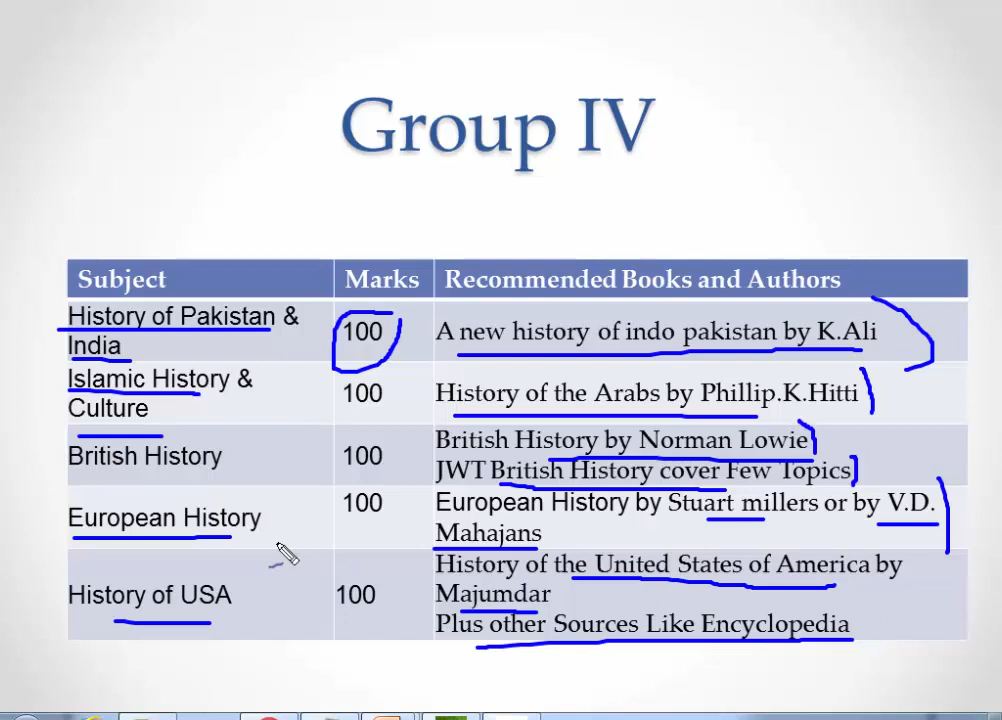 Group IV
Subject Marks Recommended Books and Authors
History of Pakistan &
India
100
A new history of indo pakistan by K.Ali
Islamic History &
Culture
100
History of the Arabs by Phillip.K.Hitti
British History
100
British History by Norman Lowie
JWT British History cover Few Topics
European History
100
European History by Stuart millers or by V.D.
Mahajans
History of USA
100
History of the United States of America by
Majumdar
Plus other Sources Like Encyclopedia